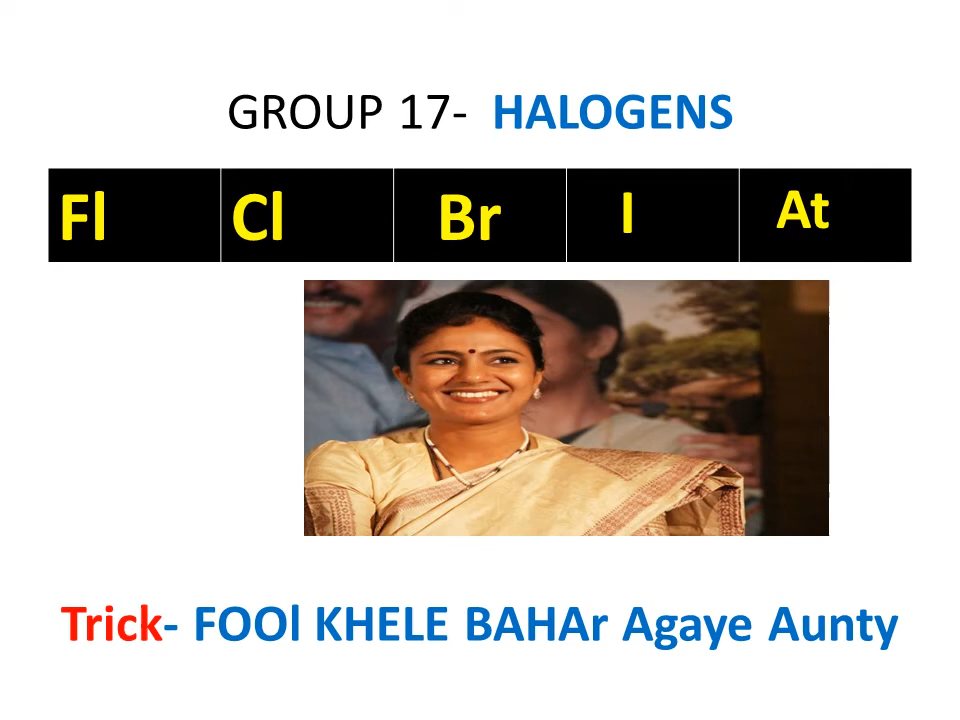 GROUP 17- HALOGENS
Fl Cl Br I At
Trick- FOOl KHELE BAHAr Agaye Aunty